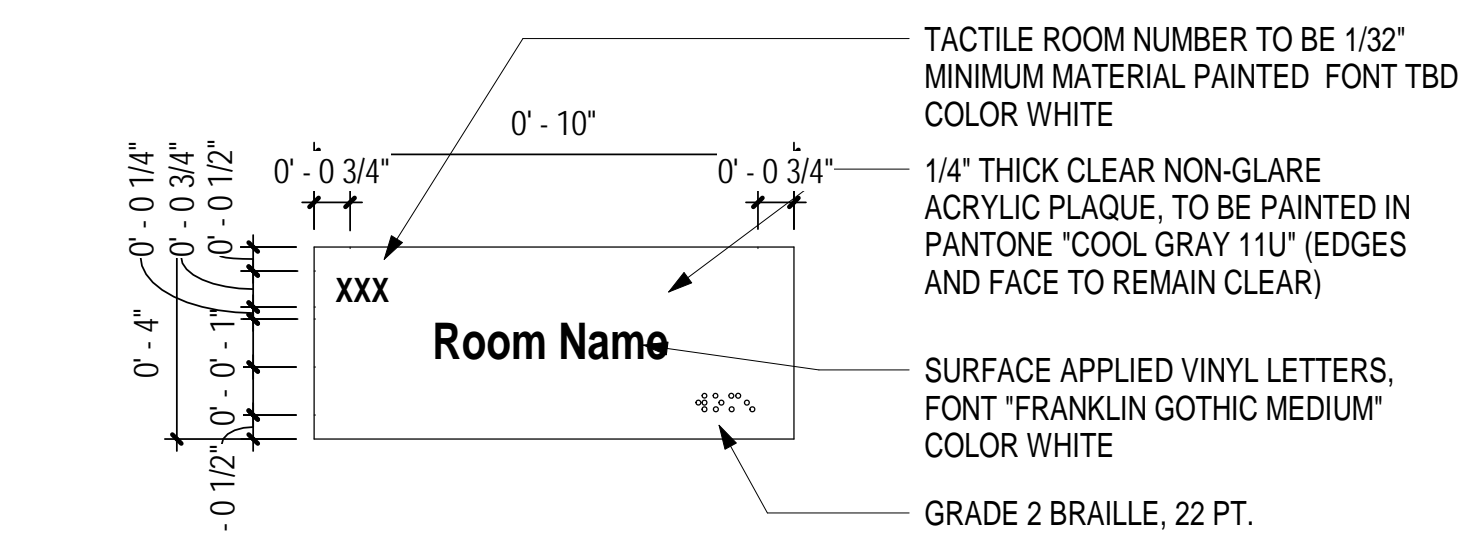 TACTILE ROOM NUMBER TO BE 1/32"
MINIMUM MATERIAL PAINTED FONT TBD
COLOR WHITE
0' - 10"
0' - 0 3/4"
0' - 0 3/4"
1/4" THICK CLEAR NON-GLARE
ACRYLIC PLAQUE, TO BE PAINTED IN
PANTONE "COOL GRAY 11U" (EDGES
AND FACE TO REMAIN CLEAR)
0' - 0 1/4"
0' - 0 3/4"
0' - 0 1/2"
0' - 4"
0' - 1"
0' - 0
- 0 1/2"
XXX
Room Name
SURFACE APPLIED VINYL LETTERS,
FONT "FRANKLIN GOTHIC MEDIUM"
COLOR WHITE
GRADE 2 BRAILLE, 22 PT.